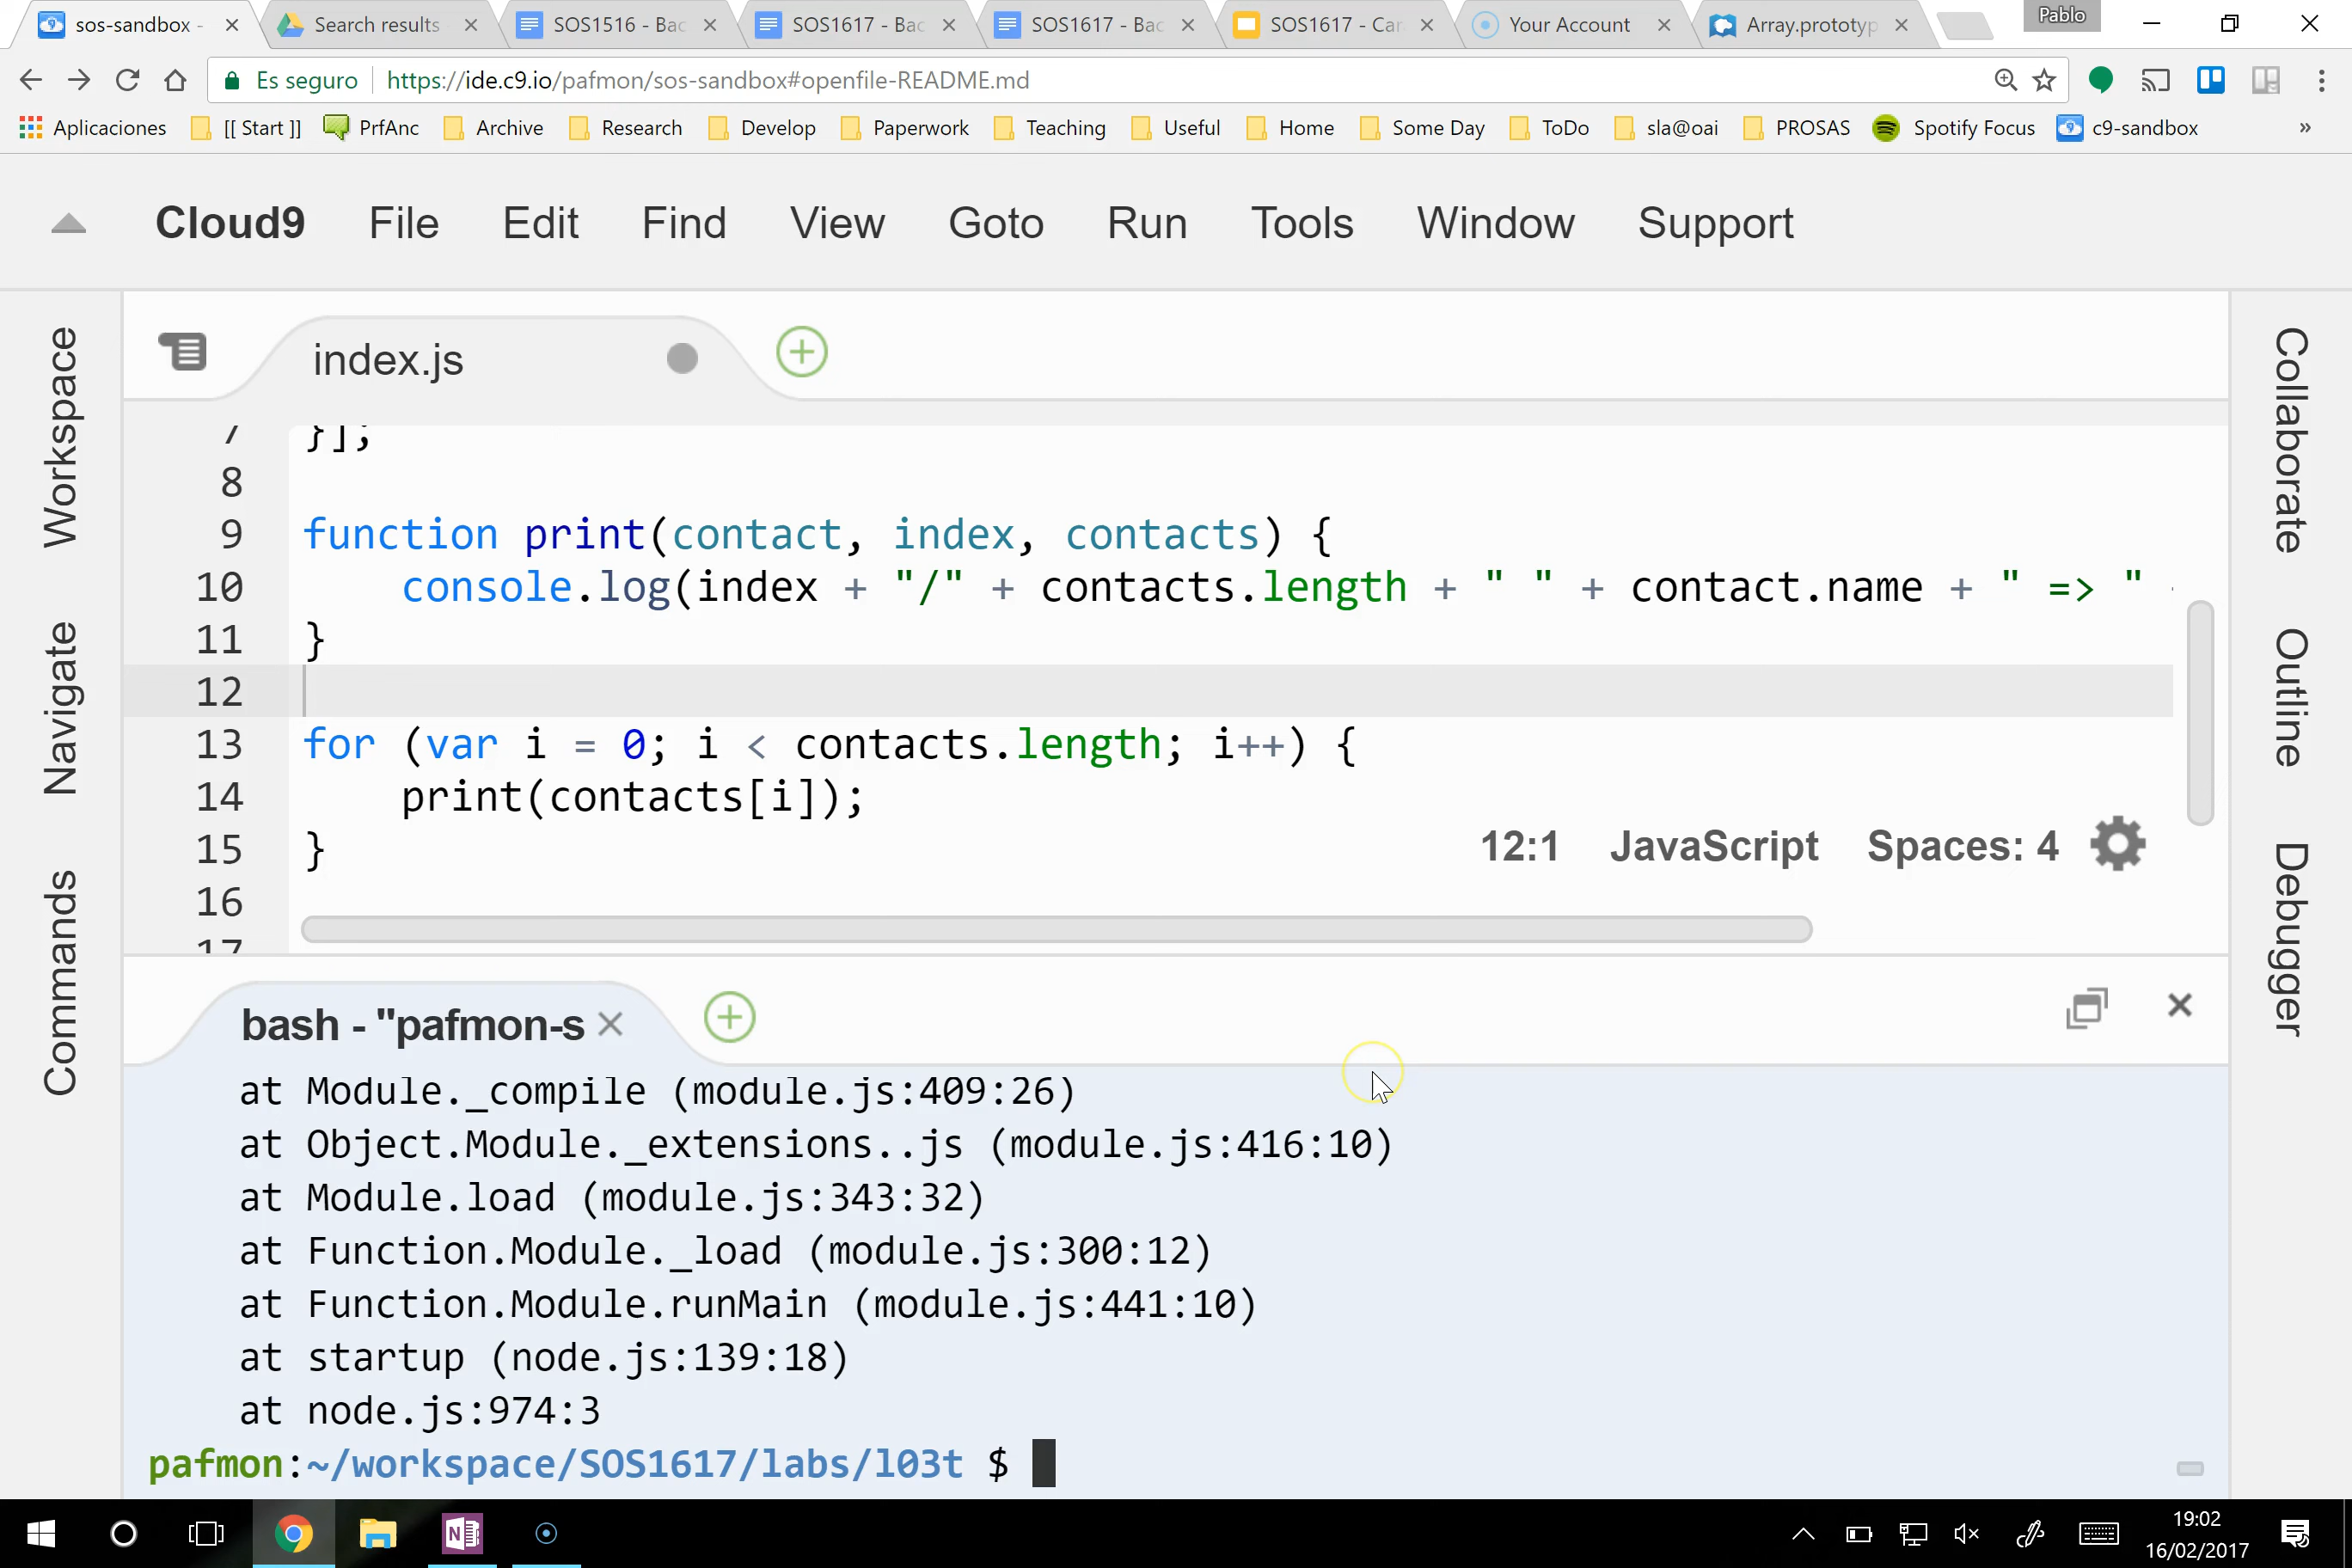 sos-sandbox -
Search results
SOS1516 - Bac
SOS1617 - Bac
SOS1617 - Bac
SOS1617 - Car
Your Account
Array.prototyp
Pablo
Es seguro
https://ide.c9.io/pafmon/sos-sandbox#openfile-README.md
Aplicaciones [[ Start ]] PrfAnc Archive Research Develop Paperwork Teaching Useful Home Some Day ToDo sla@oai PROSAS Spotify Focus c9-sandbox »
Cloud9 File Edit Find View Goto Run Tools Window Support
Workspace
Navigate
Commands
Collaborate
Outline
Debugger
index.js
7 }];
8
9 function print(contact, index, contacts) {
10     console.log(index + "/" + contacts.length + " " + contact.name + " => "
11 }
12
13 for (var i = 0; i < contacts.length; i++) {
14     print(contacts[i]);
15 }
16
17
12:1 JavaScript Spaces: 4
bash - "pafmon-s
at Module._compile (module.js:409:26)
at Object.Module._extensions..js (module.js:416:10)
at Module.load (module.js:343:32)
at Function.Module._load (module.js:300:12)
at Function.Module.runMain (module.js:441:10)
at startup (node.js:139:18)
at node.js:974:3
pafmon:~/workspace/SOS1617/labs/l03t $
19:02
16/02/2017